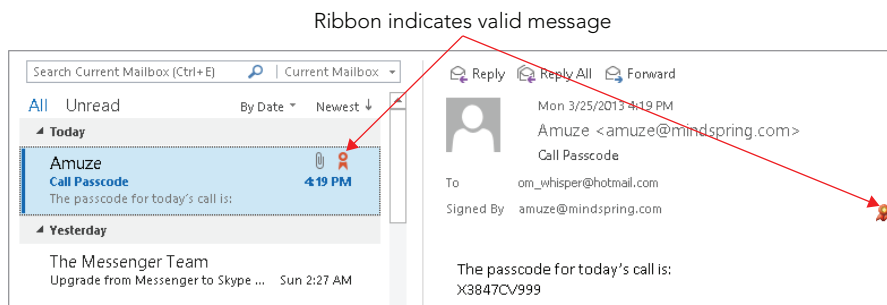 Ribbon indicates valid message
Search Current Mailbox (Ctrl+E) Current Mailbox
All Unread By Date Newest ↓
Today
Amuze
Call Passcode 4:19 PM
The passcode for today's call is:
Yesterday
The Messenger Team
Upgrade from Messenger to Skype ... Sun 2:27 AM
Reply Reply All Forward
Mon 3/25/2013 4:19 PM
Amuze <amuze@mindspring.com>
Call Passcode
To om_whisper@hotmail.com
Signed By amuze@mindspring.com
The passcode for today's call is:
X3847CV999